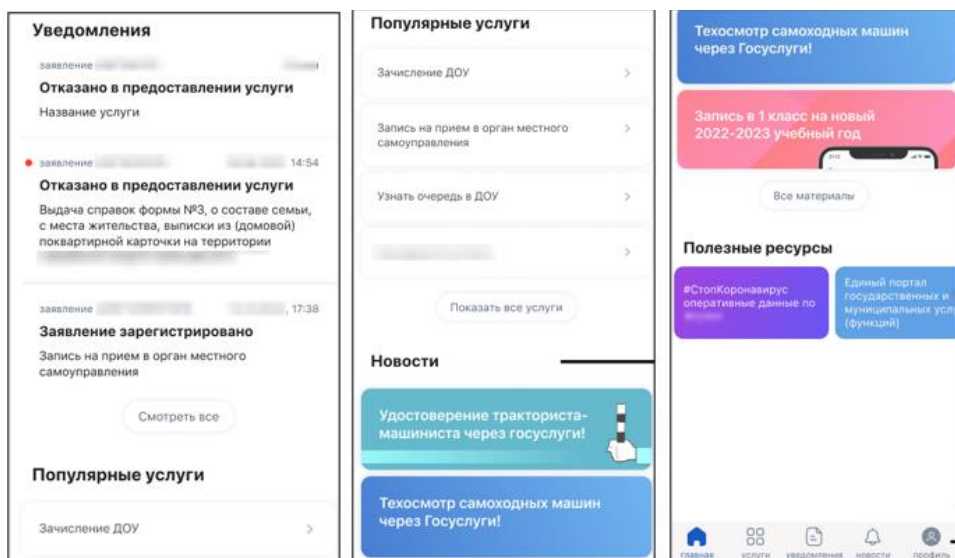 Уведомления
заявление
Отказано в предоставлении услуги
Название услуги
заявление 14:54
Отказано в предоставлении услуги
Выдача справок формы №3, о составе семьи,
с места жительства, выписки из (домовой)
поквартирной карточки на территории
заявление , 17:38
Заявление зарегистрировано
Запись на прием в орган местного
самоуправления
Смотреть все
Популярные услуги
Зачисление ДОУ
Популярные услуги
Зачисление ДОУ
Запись на прием в орган местного
самоуправления
Узнать очередь в ДОУ
Показать все услуги
Новости
Удостоверение тракториста-
машиниста через госуслуги!
Техосмотр самоходных машин
через Госуслуги!
Техосмотр самоходных машин
через Госуслуги!
Запись в 1 класс на новый
2022-2023 учебный год
Все материалы
Полезные ресурсы
#СтопКоронавирус
оперативные данные по
Единый портал
государственных и
муниципальных услу
(функций)
главная услуги уведомления новости профиль